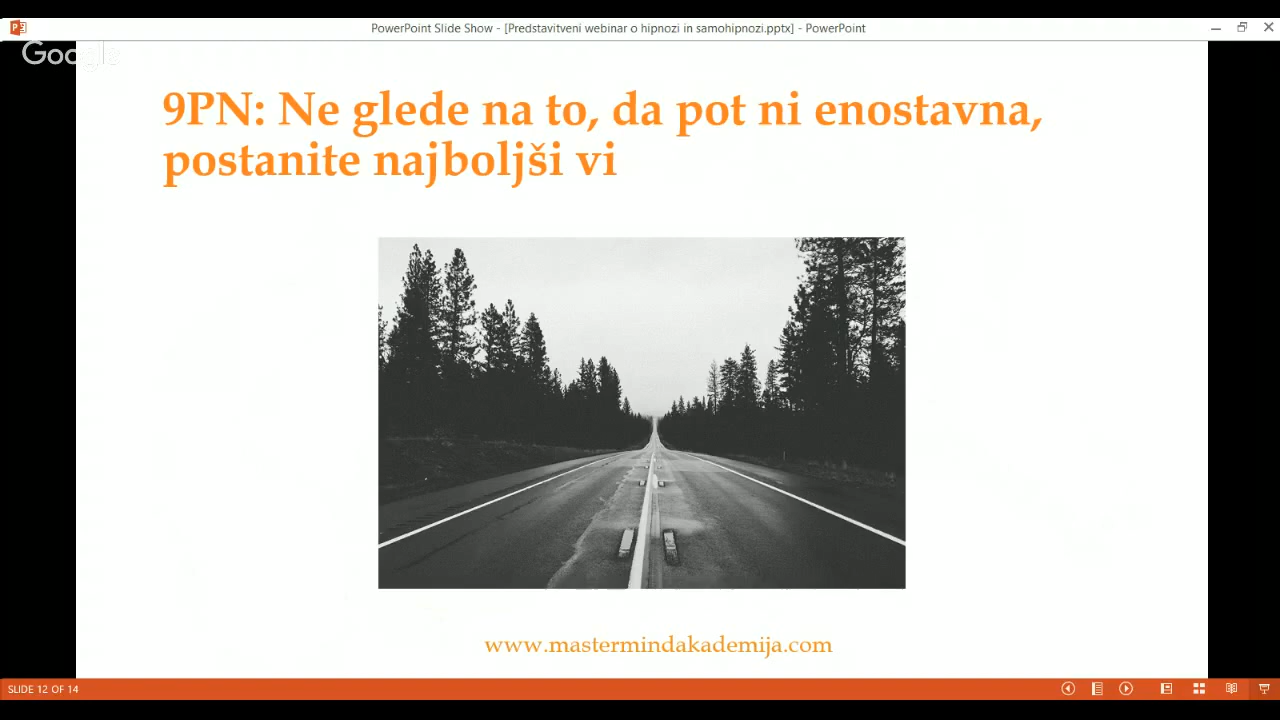 PowerPoint Slide Show - [Predstavitveni webinar o hipnozi in samohipnozi.pptx] - PowerPoint
Google
9PN: Ne glede na to, da pot ni enostavna,
postanite najboljši vi
www.mastermindakademija.com
SLIDE 12 OF 14